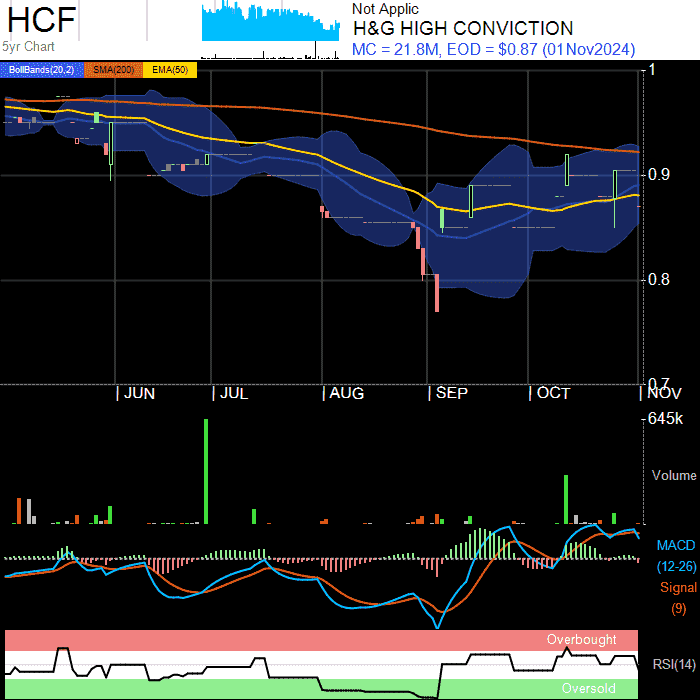 HCF
5yr Chart
Not Applic
H&G HIGH CONVICTION
MC = 21.8M, EOD = $0.87 (01Nov2024)
BollBands(20,2) SMA(200) EMA(50)
1
0.9
0.8
0.7
| JUN | JUL | AUG | SEP | OCT | NOV
645k
Volume
MACD
(12-26)
Signal
(9)
Overbought
RSI(14)
Oversold